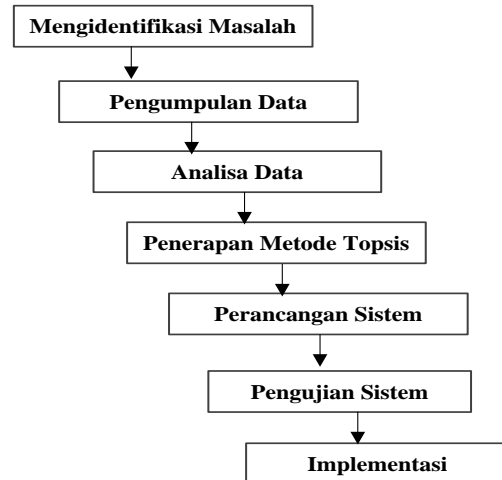 Mengidentifikasi Masalah
Pengumpulan Data
Analisa Data
Penerapan Metode Topsis
Perancangan Sistem
Pengujian Sistem
Implementasi